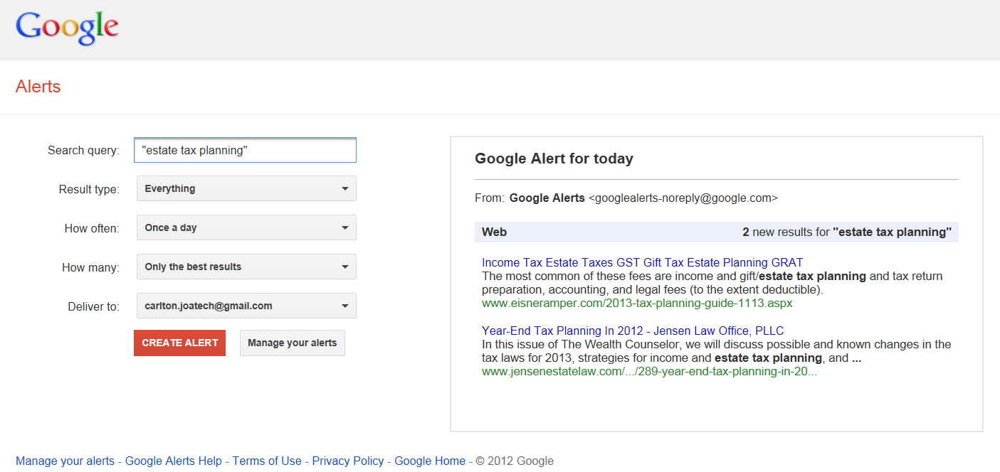 Google
Alerts
Search query: "estate tax planning"
Result type: Everything
How often: Once a day
How many: Only the best results
Deliver to: carlton.joatech@gmail.com
CREATE ALERT Manage your alerts
Google Alert for today
From: Google Alerts <googlealerts-noreply@google.com>
Web 2 new results for "estate tax planning"
Income Tax Estate Taxes GST Gift Tax Estate Planning GRAT
The most common of these fees are income and gift/estate tax planning and tax return
preparation, accounting, and legal fees (to the extent deductible).
www.eisneramper.com/2013-tax-planning-guide-1113.aspx
Year-End Tax Planning In 2012 - Jensen Law Office, PLLC
In this issue of The Wealth Counselor, we will discuss possible and known changes in the
tax laws for 2013, strategies for income and estate tax planning, and ...
www.jensenestatelaw.com/.../289-year-end-tax-planning-in-20...
Manage your alerts - Google Alerts Help - Terms of Use - Privacy Policy - Google Home - © 2012 Google